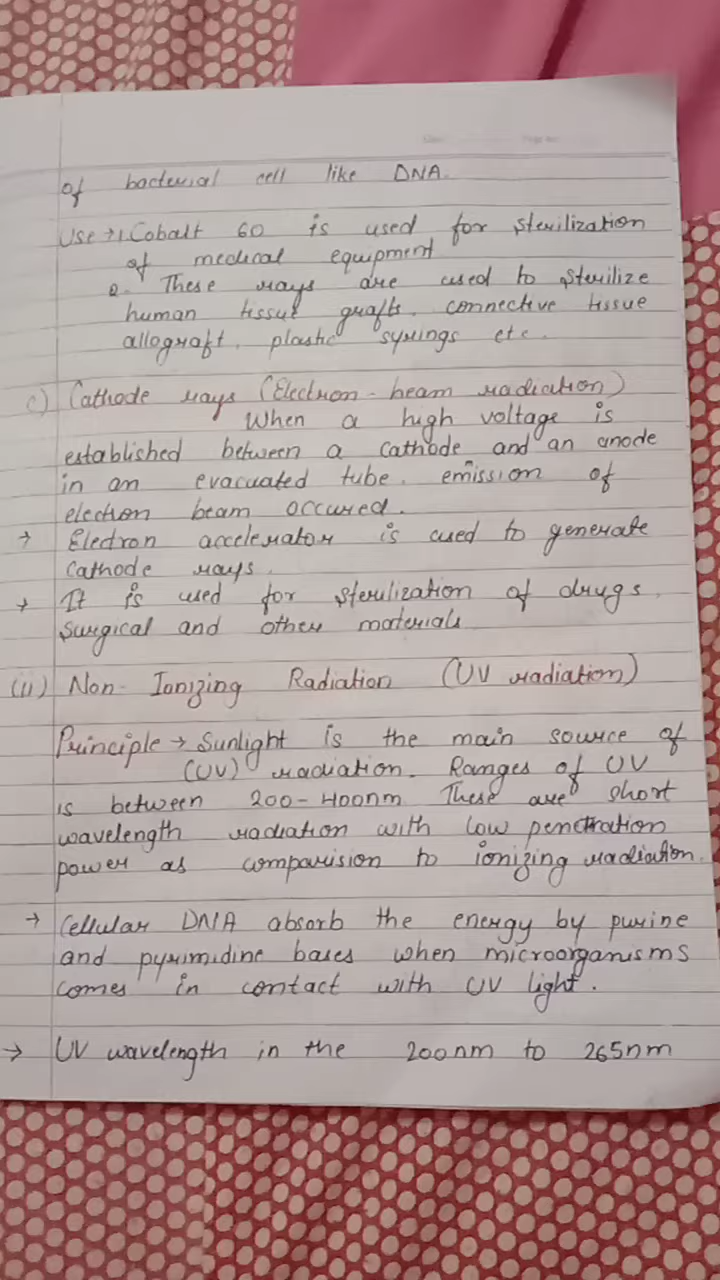 of bacterial cell like DNA.
Use → 1. Cobalt 60 is used for sterilization
of medical equipment
2. These rays are used to sterilize
human tissue grafts, connective tissue
allograft, plastic syrings etc.
c) Cathode rays (Electron-beam radiation)
When a high voltage is
established between a cathode and an anode
in an evacuated tube, emission of
electron beam occured.
→ Eledron accelerator is used to generate
cathode rays.
→ It is used for sterilization of drugs,
surgical and other materials
(ii) Non-Ionizing Radiation (UV radiation)
Principle → Sunlight is the main source of
(UV) radiation. Ranges of UV
is between 200-400nm These are short
wavelength radiation with low penetration
power as comparision to ionizing radiation.
→ Cellular DNA absorb the energy by purine
and pyrimidine bases when microorganisms
comes in contact with UV light.
→ UV wavelength in the 200nm to 265nm